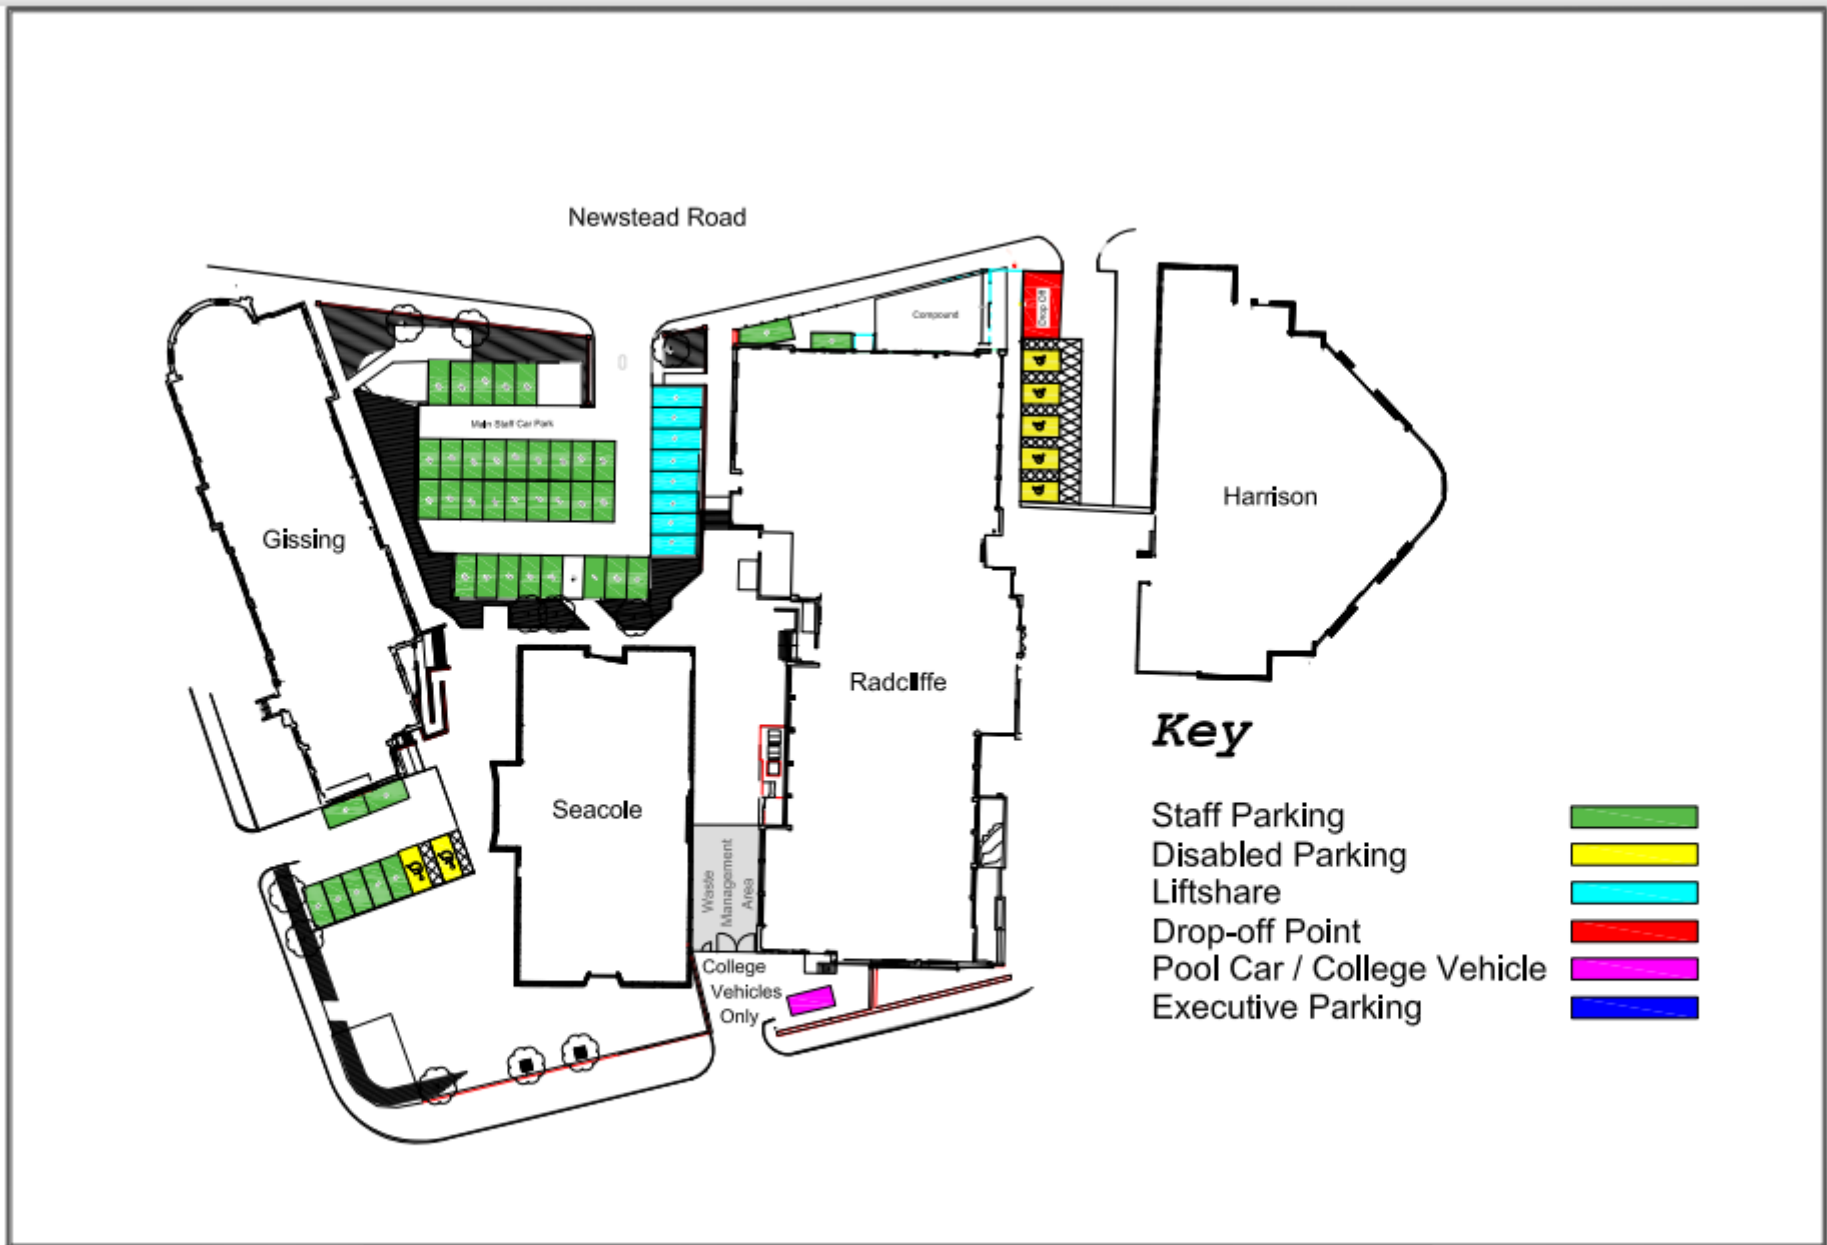 Newstead Road
Drop Off
Compound
Main Staff Car Park
Harrison
Gissing
Radcliffe
Key
Seacole
Staff Parking
Disabled Parking
Liftshare
Drop-off Point
Pool Car / College Vehicle
Executive Parking
Waste
Management
Area
College
Vehicles
Only